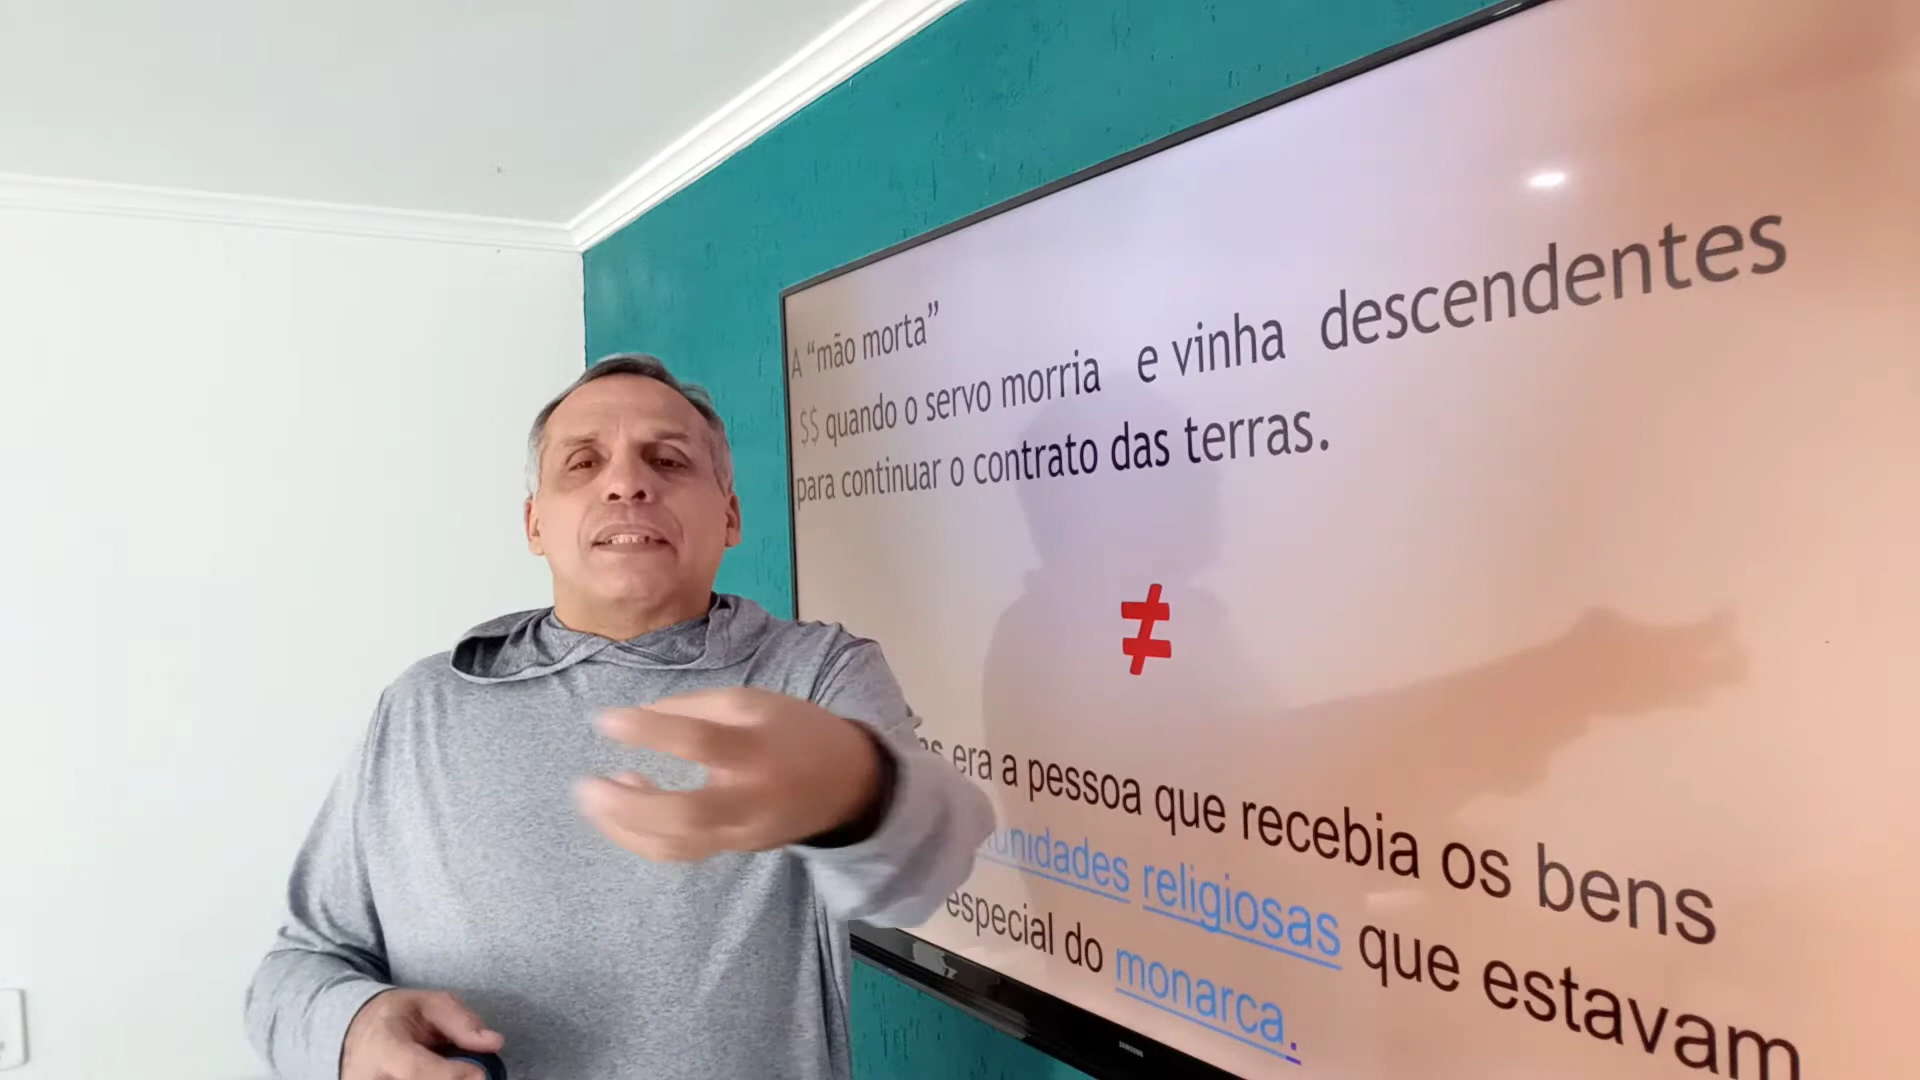 A “mão morta”
$$ quando o servo morria e vinha descendentes
para continuar o contrato das terras.
≠
era a pessoa que recebia os bens
religiosas que estavam
especial do monarca.
SAMSUNG